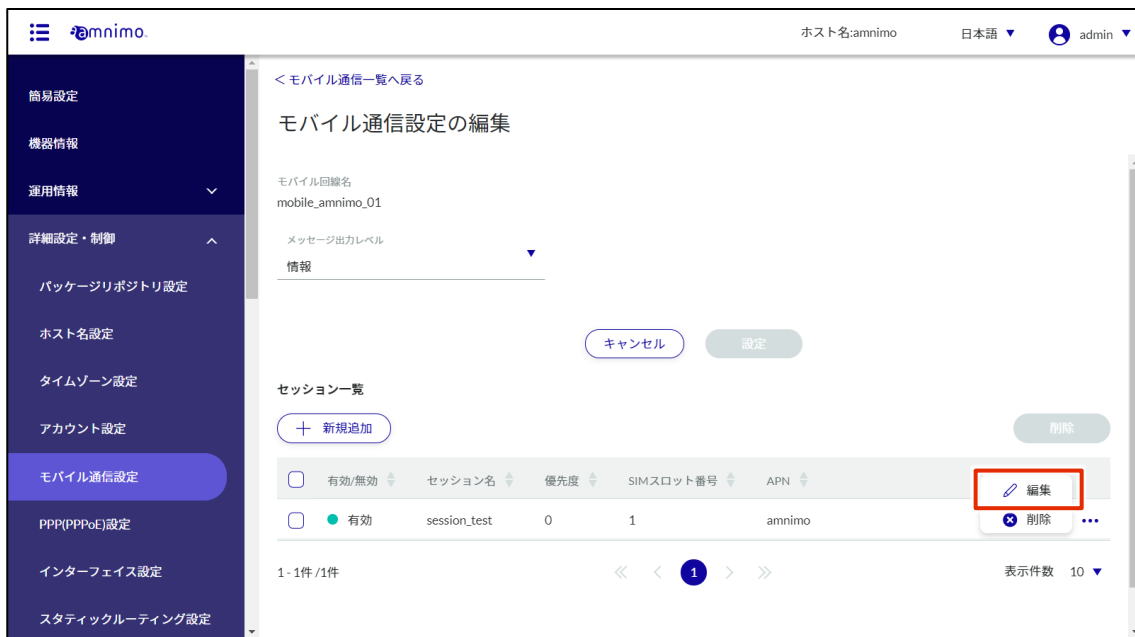 amnimo.
ホスト名:amnimo
日本語
admin
簡易設定
機器情報
運用情報
詳細設定・制御
パッケージリポジトリ設定
ホスト名設定
タイムゾーン設定
アカウント設定
モバイル通信設定
PPP(PPPoE)設定
インターフェイス設定
スタティックルーティング設定
＜モバイル通信一覧へ戻る
モバイル通信設定の編集
モバイル回線名
mobile_amnimo_01
メッセージ出力レベル
情報
キャンセル 設定
セッション一覧
＋ 新規追加 削除
有効/無効 セッション名 優先度 SIMスロット番号 APN
編集
有効 session_test 0 1 amnimo
削除 •••
1 - 1件 /1件 ≪ ＜ 1 ＞ ≫ 表示件数 10